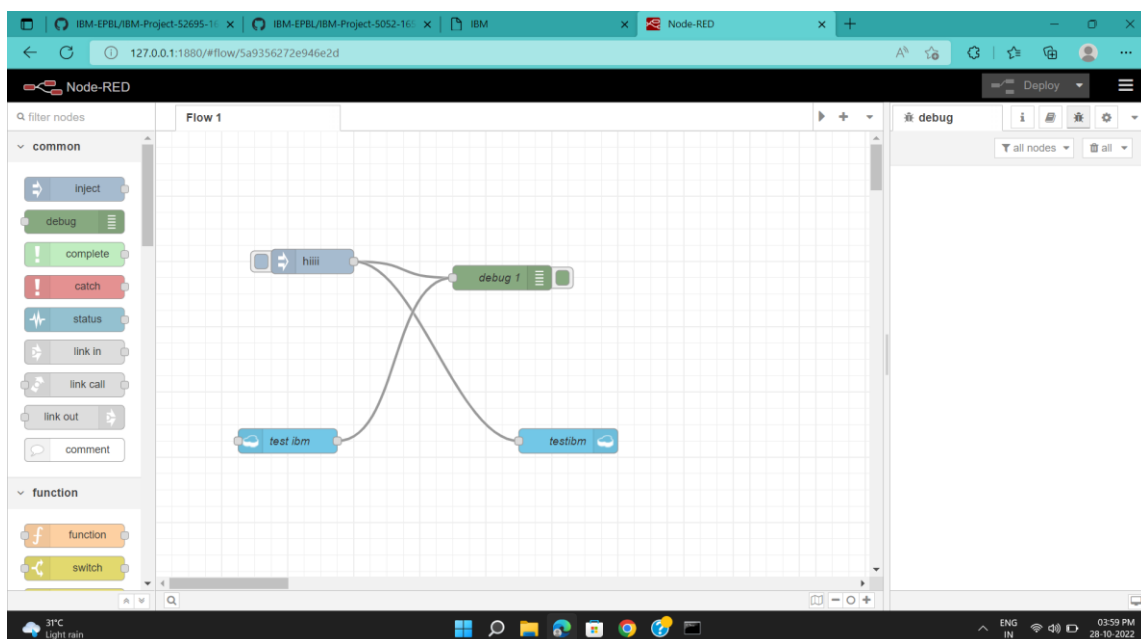 IBM-EPBL/IBM-Project-52695-16
IBM-EPBL/IBM-Project-5052-165
IBM
Node-RED
127.0.0.1:1880/#flow/5a9356272e946e2d
Node-RED
Deploy
filter nodes
Flow 1
debug
common
all nodes
all
inject
debug
complete
hiiii
catch
debug 1
status
link in
link call
link out
test ibm
testibm
comment
function
function
switch
31°C
Light rain
ENG
IN
03:59 PM
28-10-2022